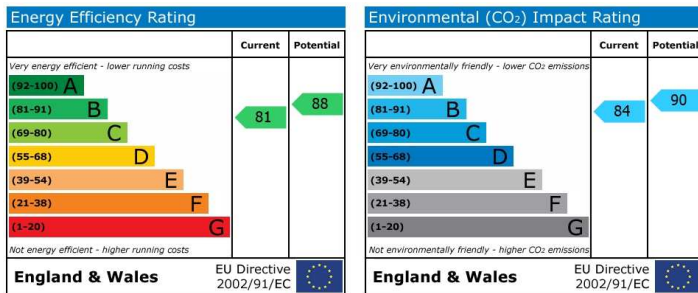 Energy Efficiency Rating
Current Potential
Very energy efficient - lower running costs
(92-100) A
(81-91) B
(69-80) C
(55-68) D
(39-54) E
(21-38) F
(1-20) G
81
88
Not energy efficient - higher running costs
England & Wales
EU Directive
2002/91/EC
Environmental (CO₂) Impact Rating
Current Potential
Very environmentally friendly - lower CO₂ emissions
(92-100) A
(81-91) B
(69-80) C
(55-68) D
(39-54) E
(21-38) F
(1-20) G
84
90
Not environmentally friendly - higher CO₂ emissions
England & Wales
EU Directive
2002/91/EC